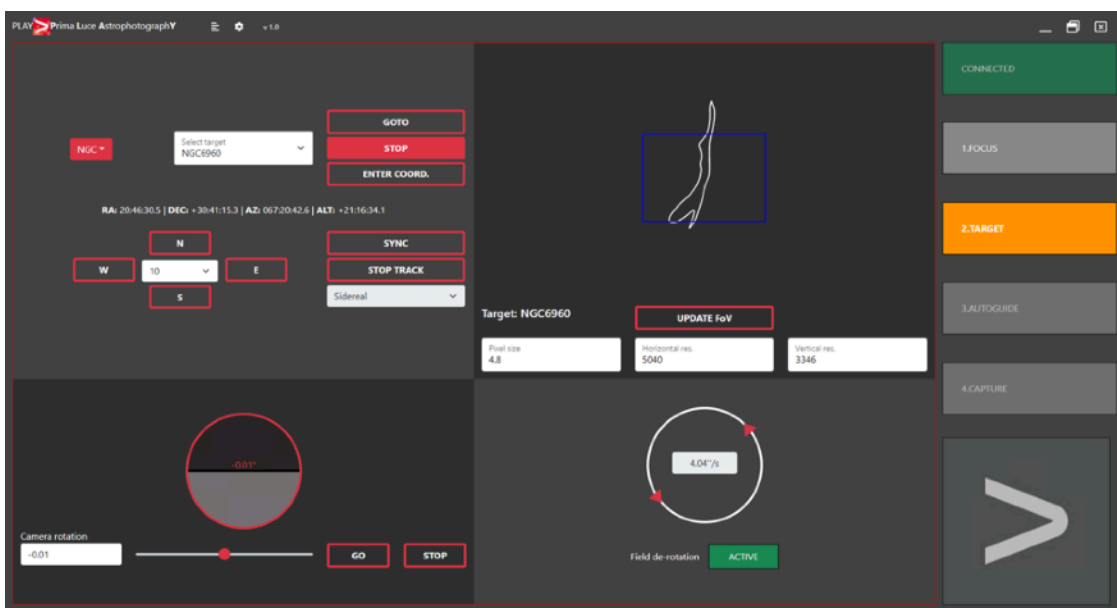 PLAY Prima Luce AstrophotographY v 1.0
CONNECTED
NGC
Select target
NGC6960
GOTO
STOP
ENTER COORD.
RA: 20:46:30.5 | DEC: +30:41:15.3 | AZ: 067:20:42.6 | ALT: +21:16:34.1
N
W
10
E
S
SYNC
STOP TRACK
Sidereal
Target: NGC6960
UPDATE FoV
Pixel size
4.8
Horizontal res.
5040
Vertical res.
3346
1.FOCUS
2.TARGET
3.AUTOGUIDE
4.CAPTURE
-0.01°
Camera rotation
-0.01
GO
STOP
4.04''/s
Field de-rotation
ACTIVE